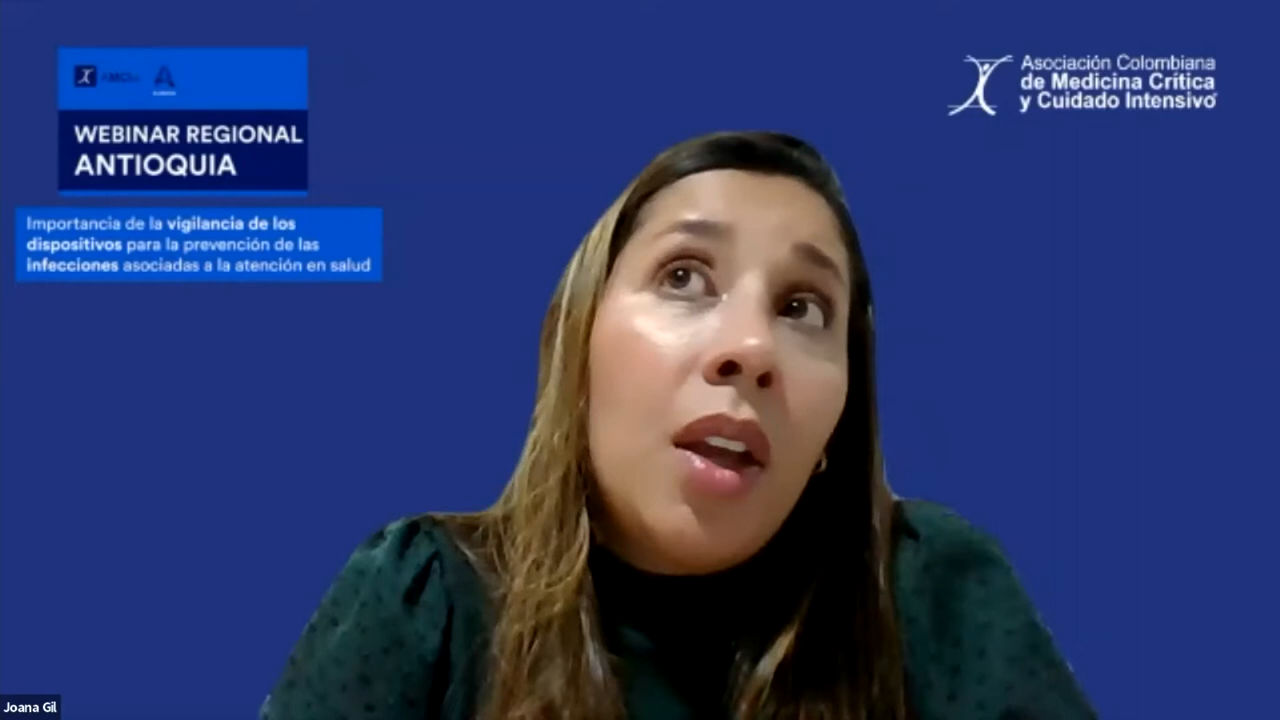 WEBINAR REGIONAL
ANTIOQUIA
Importancia de la vigilancia de los
dispositivos para la prevención de las
infecciones asociadas a la atención en salud
Asociación Colombiana
de Medicina Crítica
y Cuidado Intensivo
Joana Gil